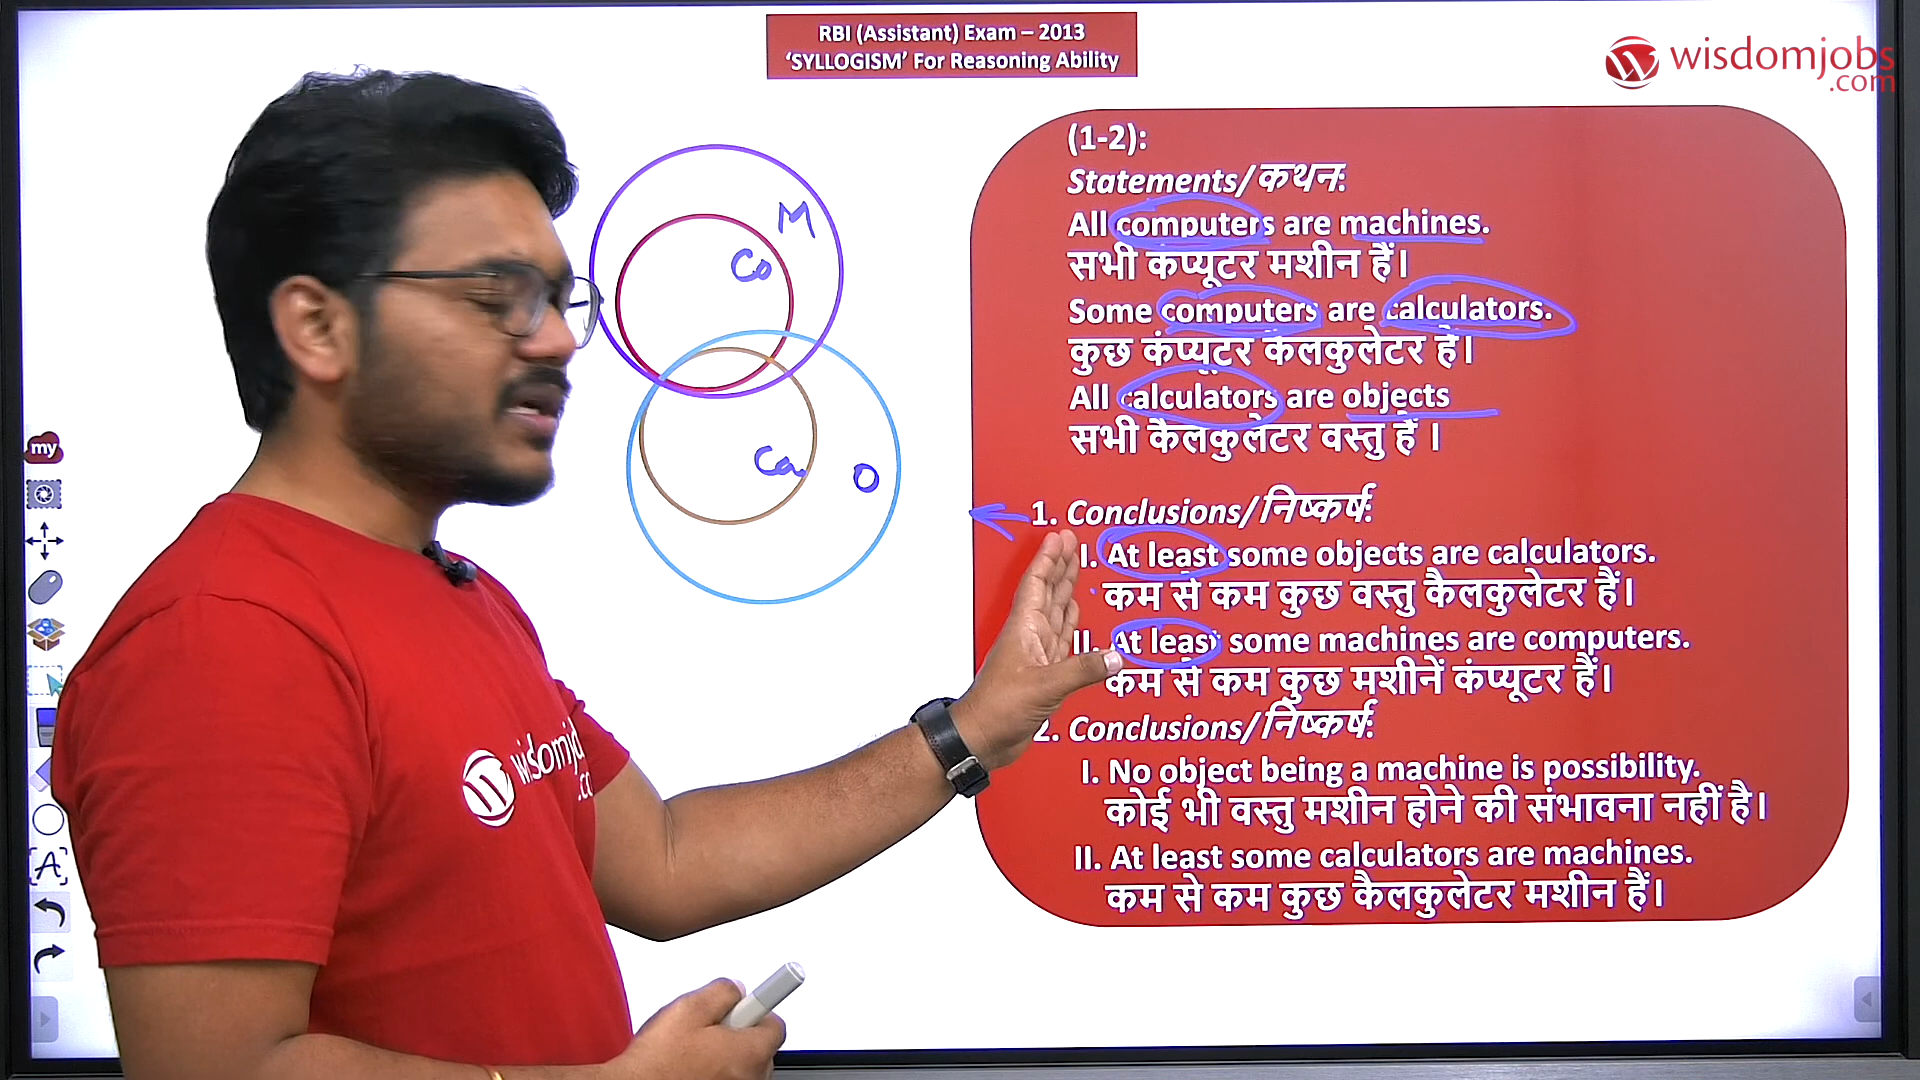 RBI (Assistant) Exam – 2013
‘SYLLOGISM’ For Reasoning Ability
wisdomjobs
.com
(1-2):
Statements/कथन:
All computers are machines.
सभी कंप्यूटर मशीन हैं।
Some computers are calculators.
कुछ कंप्यूटर कैलकुलेटर हैं।
All calculators are objects
सभी कैलकुलेटर वस्तु हैं ।
1. Conclusions/निष्कर्ष:
I. At least some objects are calculators.
कम से कम कुछ वस्तु कैलकुलेटर हैं।
II. At least some machines are computers.
कम से कम कुछ मशीनें कंप्यूटर हैं।
2. Conclusions/निष्कर्ष:
I. No object being a machine is possibility.
कोई भी वस्तु मशीन होने की संभावना नहीं है।
II. At least some calculators are machines.
कम से कम कुछ कैलकुलेटर मशीन हैं।
M
Co
Ca
O
my
A
wisdomj
.co